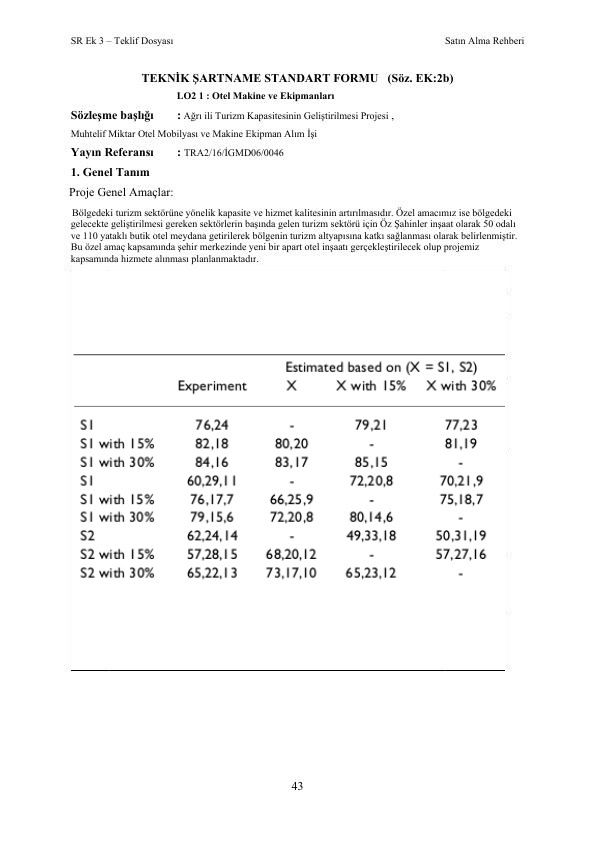 SR Ek 3 – Teklif Dosyası Satın Alma Rehberi
TEKNİK ŞARTNAME STANDART FORMU (Söz. EK:2b)
LO2 1 : Otel Makine ve Ekipmanları
Sözleşme başlığı : Ağrı ili Turizm Kapasitesinin Geliştirilmesi Projesi ,
Muhtelif Miktar Otel Mobilyası ve Makine Ekipman Alım İşi
Yayın Referansı : TRA2/16/İGMD06/0046
1. Genel Tanım
Proje Genel Amaçlar:
Bölgedeki turizm sektörüne yönelik kapasite ve hizmet kalitesinin artırılmasıdır. Özel amacımız ise bölgedeki
gelecekte geliştirilmesi gereken sektörlerin başında gelen turizm sektörü için Öz Şahinler inşaat olarak 50 odalı
ve 110 yataklı butik otel meydana getirilerek bölgenin turizm altyapısına katkı sağlanması olarak belirlenmiştir.
Bu özel amaç kapsamında şehir merkezinde yeni bir apart otel inşaatı gerçekleştirilecek olup projemiz
kapsamında hizmete alınması planlanmaktadır.
Estimated based on (X = S1, S2)
Experiment X X with 15% X with 30%
S1 76,24 - 79,21 77,23
S1 with 15% 82,18 80,20 - 81,19
S1 with 30% 84,16 83,17 85,15 -
S1 60,29,11 - 72,20,8 70,21,9
S1 with 15% 76,17,7 66,25,9 - 75,18,7
S1 with 30% 79,15,6 72,20,8 80,14,6 -
S2 62,24,14 - 49,33,18 50,31,19
S2 with 15% 57,28,15 68,20,12 - 57,27,16
S2 with 30% 65,22,13 73,17,10 65,23,12 -
43